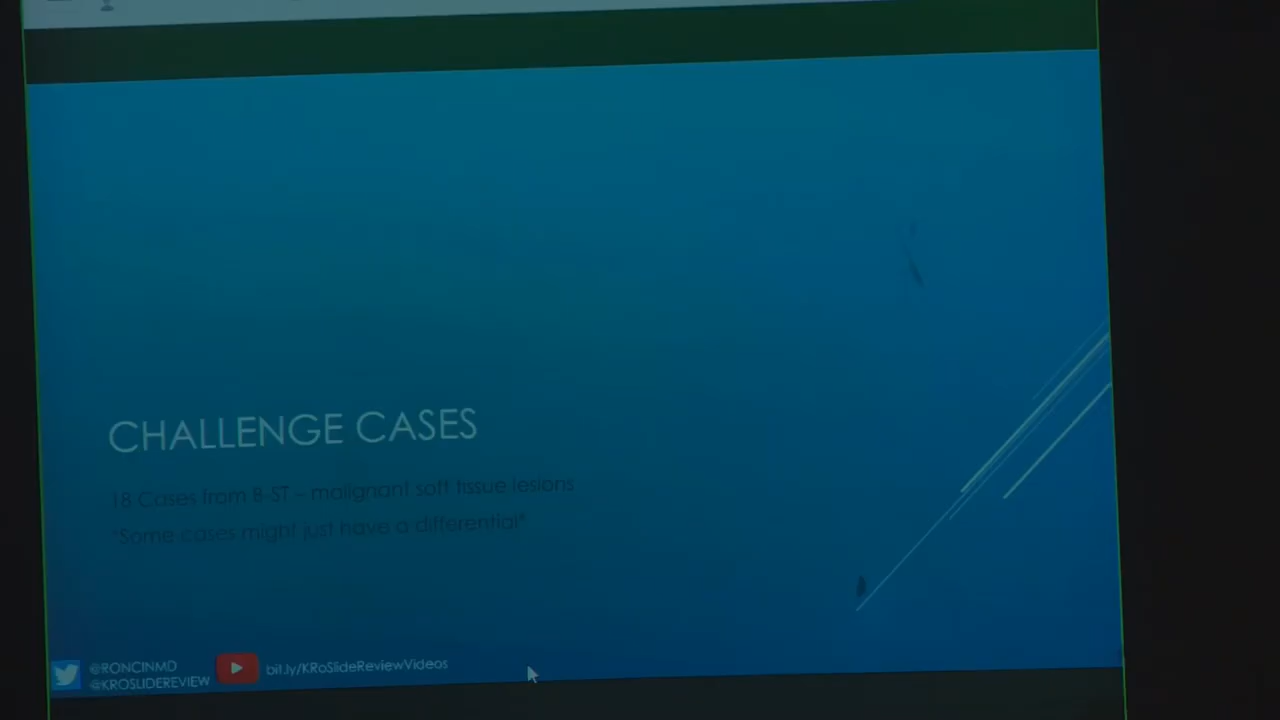 CHALLENGE CASES
18 Cases from B-ST – malignant soft tissue lesions
*Some cases might just have a differential*
@RONCINMD
@KROSLIDEREVIEW
bit.ly/KRoSlideReviewVideos